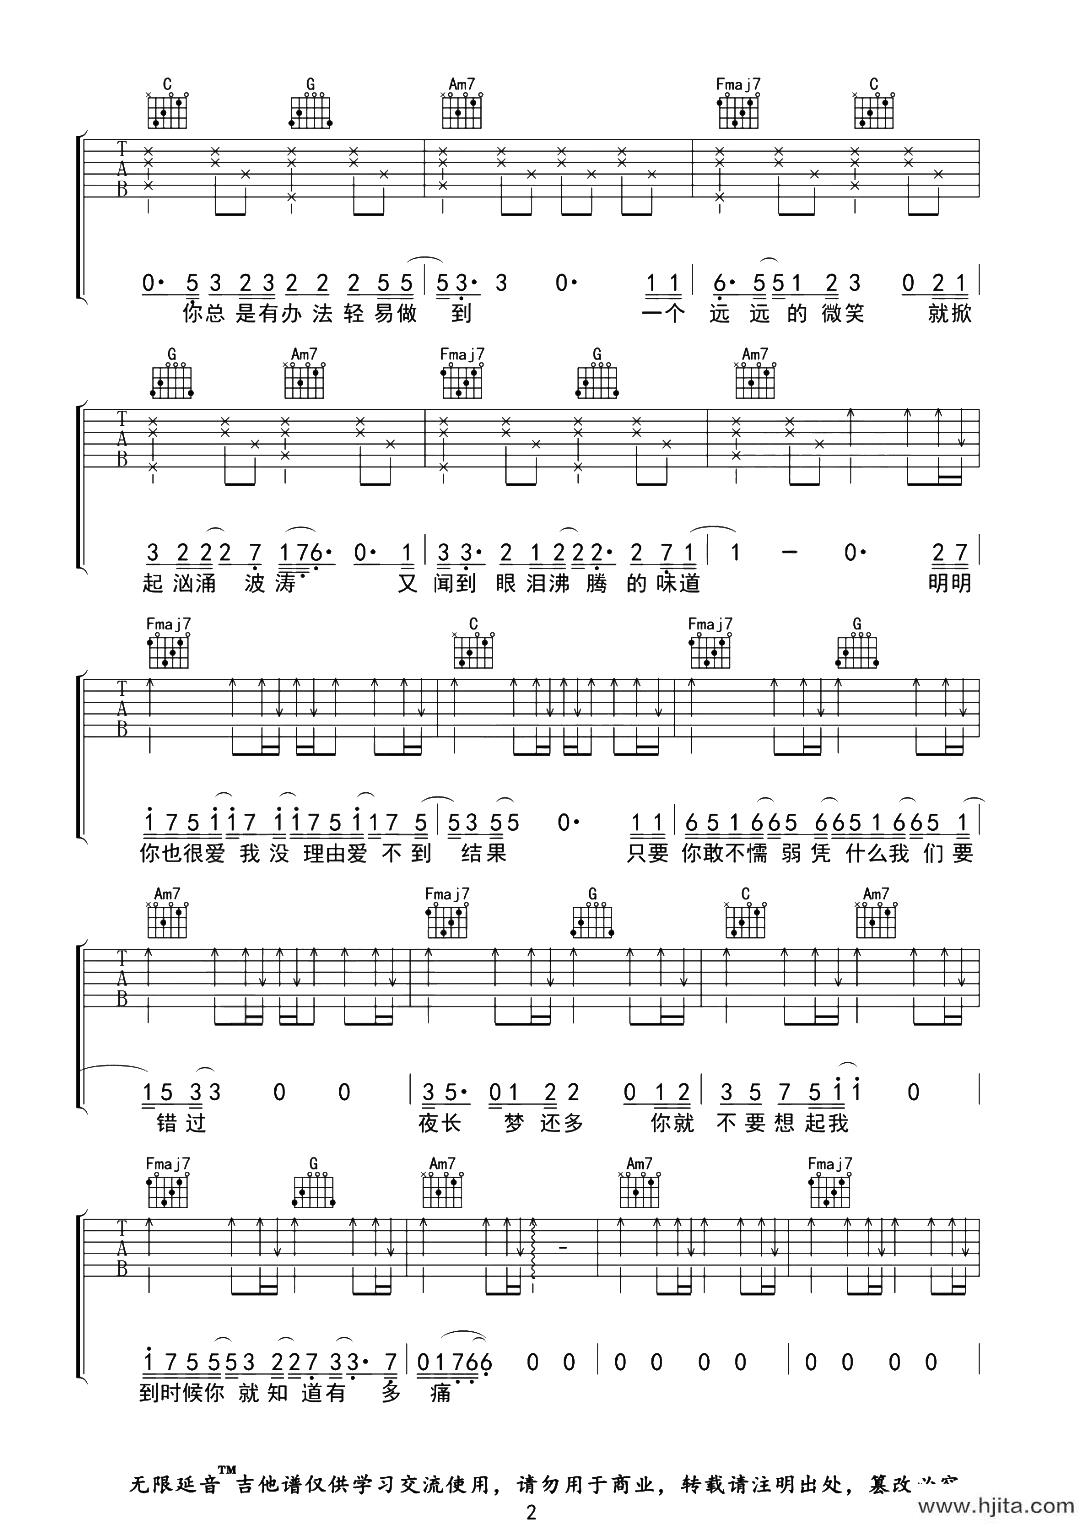 C G Am7 Fmaj7 C
T
A
B
0· 5 3 2 3 2 2 2 5 5 5 3· 3 0· 1 1 6· 5 5 1 2 3 0 2 1
你总是有办法轻易做到 一个远远的微笑 就掀
G Am7 Fmaj7 G Am7
T
A
B
3 2 2 2 7 1 7 6· 0· 1 3 3· 2 1 2 2 2· 2 7 1 1 - 0· 2 7
起汹涌波涛 又闻到眼泪沸腾的味道 明明
Fmaj7 C Fmaj7 G
T
A
B
1 7 5 1 1 7 1 1 7 5 1 1 7 5 5 3 5 5 0· 1 1 6 5 1 6 6 5 6 6 5 1 6 6 5 1
你也很爱我没理由爱不到结果 只要你敢不懦弱凭什么我们要
Am7 Fmaj7 G C Am7
T
A
B
1 5 3 3 0 0 3 5· 0 1 2 2 0 1 2 3 5 7 5 1 1 0
错过 夜长梦还多 你就不要想起我
Fmaj7 G Am7 Am7 Fmaj7
T
A
B
1 7 5 5 5 3 2 2 7 3 3· 7 0 1 7 6 6 0 0 0 0 0 0 0 0 0 0
到时候你就知道有多痛
无限延音™吉他谱仅供学习交流使用，请勿用于商业，转载请注明出处，篡改必究
www.hjita.com
2